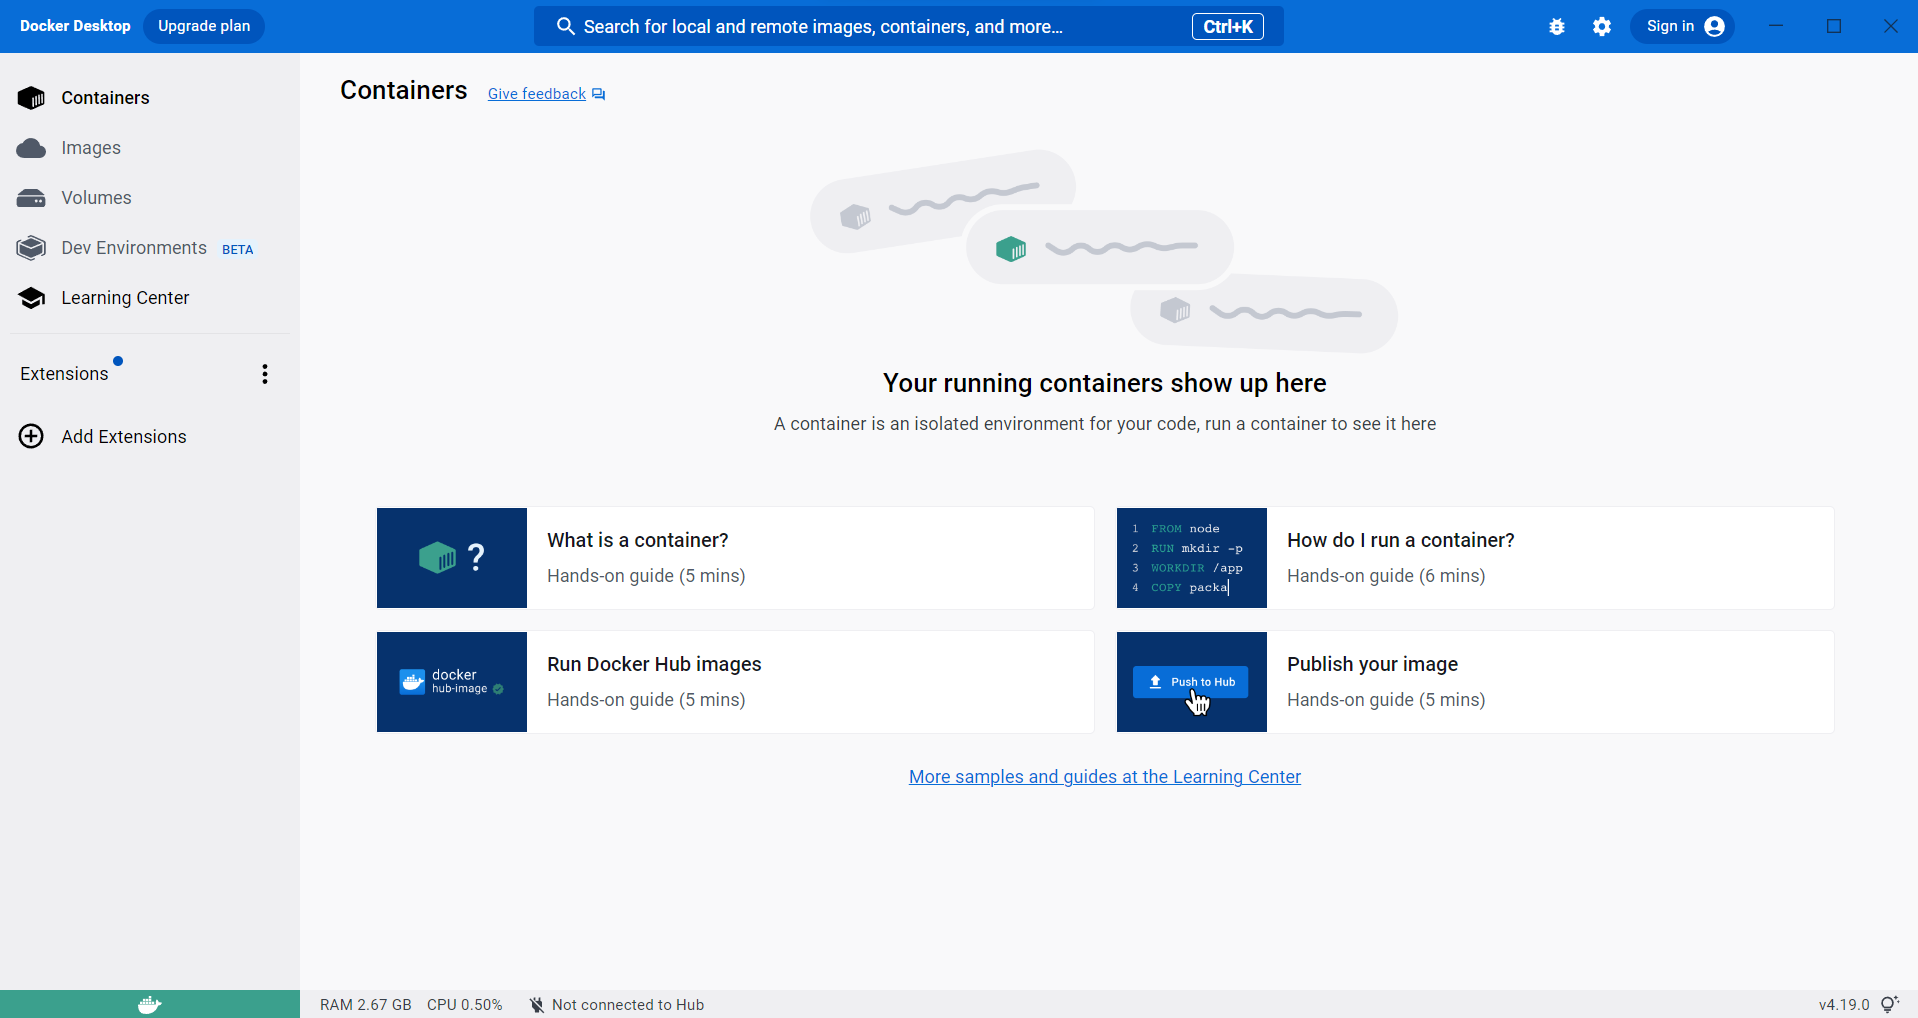 Docker Desktop
Upgrade plan
Search for local and remote images, containers, and more...
Ctrl+K
Sign in
Containers
Images
Volumes
Dev Environments BETA
Learning Center
Extensions
Add Extensions
Containers
Give feedback
Your running containers show up here
A container is an isolated environment for your code, run a container to see it here
?
What is a container?
Hands-on guide (5 mins)
1 FROM node
2 RUN mkdir -p
3 WORKDIR /app
4 COPY packa
How do I run a container?
Hands-on guide (6 mins)
docker
hub-image
Run Docker Hub images
Hands-on guide (5 mins)
Push to Hub
Publish your image
Hands-on guide (5 mins)
More samples and guides at the Learning Center
RAM 2.67 GB CPU 0.50% Not connected to Hub
v4.19.0